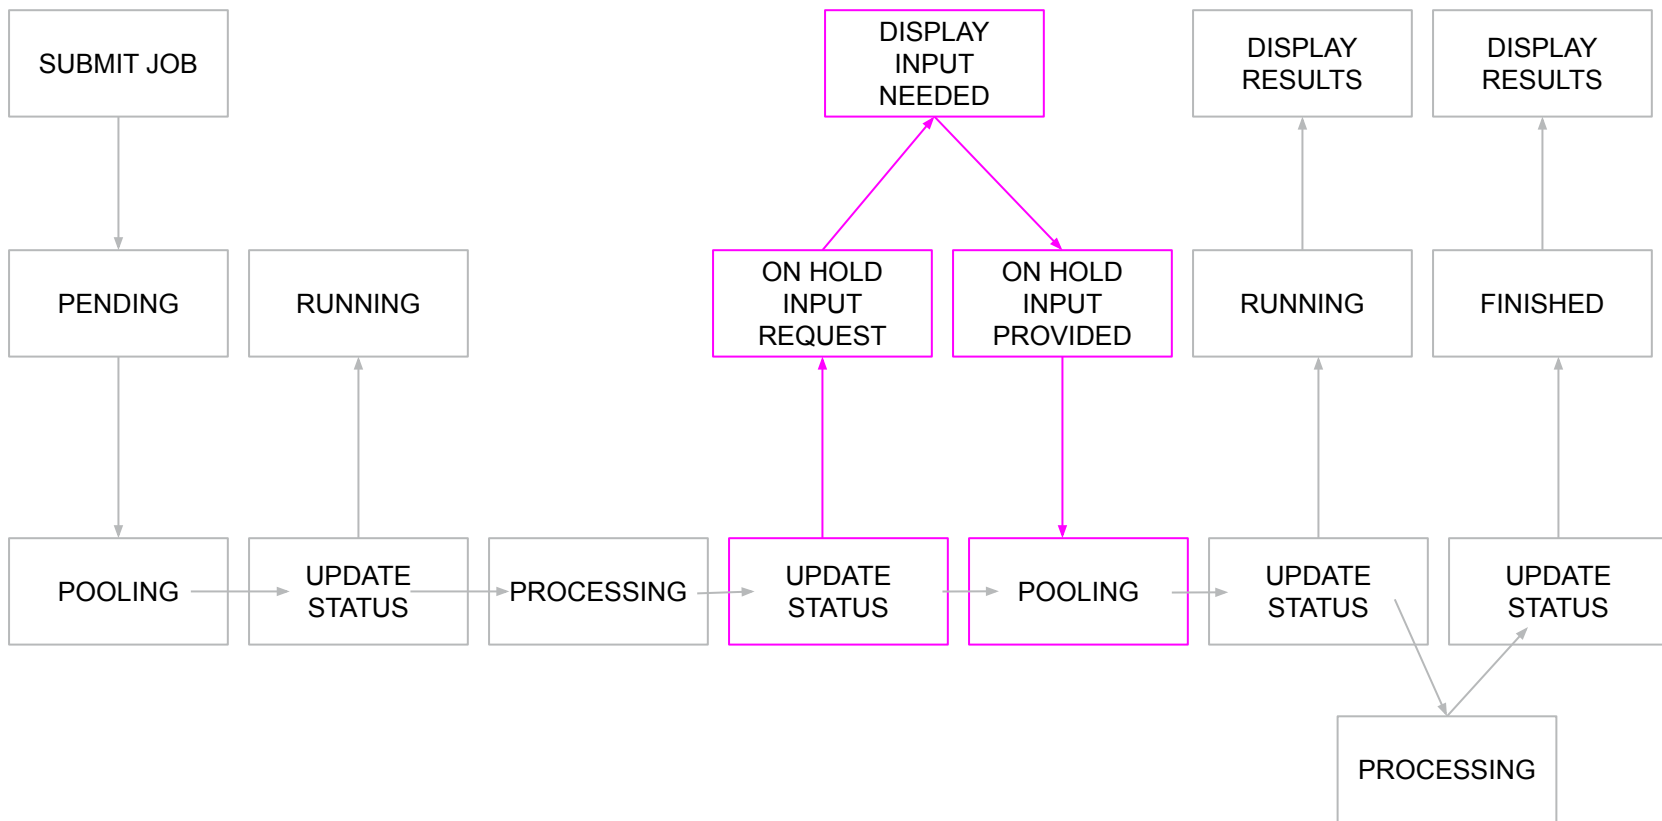 SUBMIT JOB
DISPLAY
INPUT
NEEDED
DISPLAY
RESULTS
DISPLAY
RESULTS
PENDING
RUNNING
ON HOLD
INPUT
REQUEST
ON HOLD
INPUT
PROVIDED
RUNNING
FINISHED
POOLING
UPDATE
STATUS
PROCESSING
UPDATE
STATUS
POOLING
UPDATE
STATUS
UPDATE
STATUS
PROCESSING